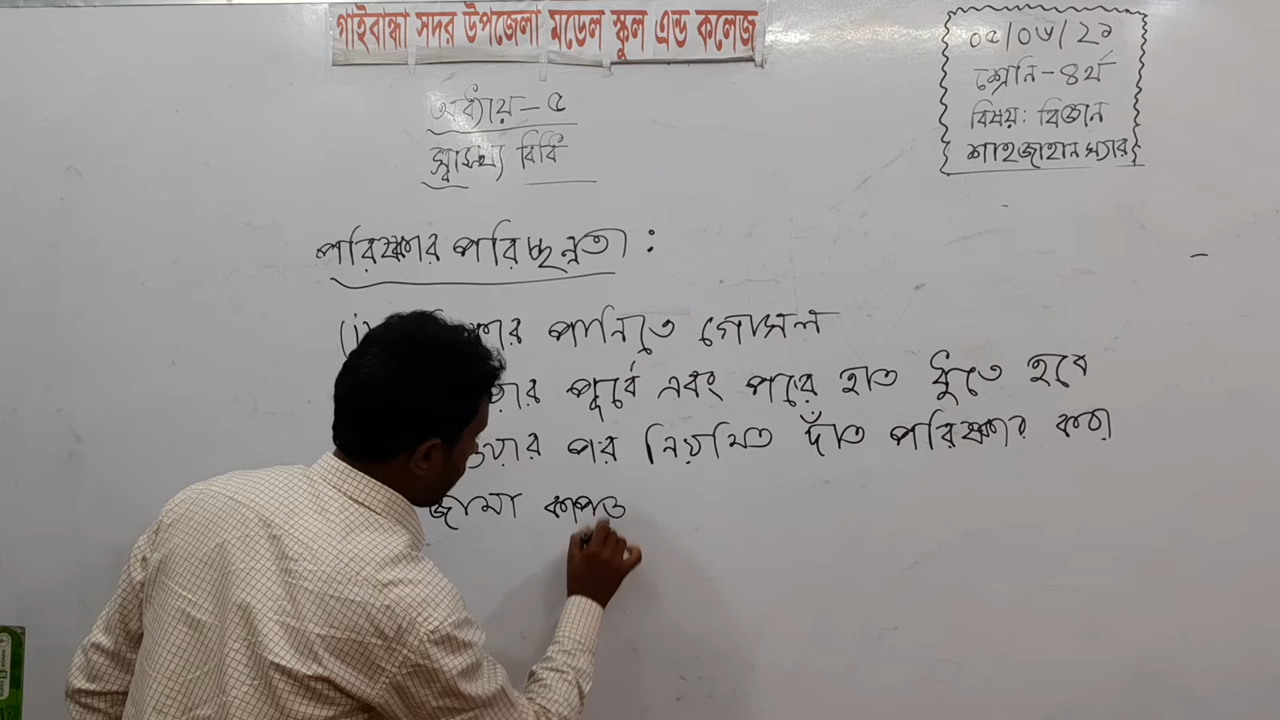 গাইবান্ধা সদর উপজেলা মডেল স্কুল এন্ড কলেজ
০৫/০৬/২১
শ্রেনি-৪র্থ
বিষয়: বিজ্ঞান
শাহজাহান স্যার
অধ্যায়-৫
স্বাস্থ্য বিধি
পরিষ্কার পরিচ্ছন্নতা:
(i) পানিতে গোসল
পূর্বে এবং পরে হাত ধুতে হবে
পর নিয়মিত দাঁত পরিষ্কার করা
জামা কাপড